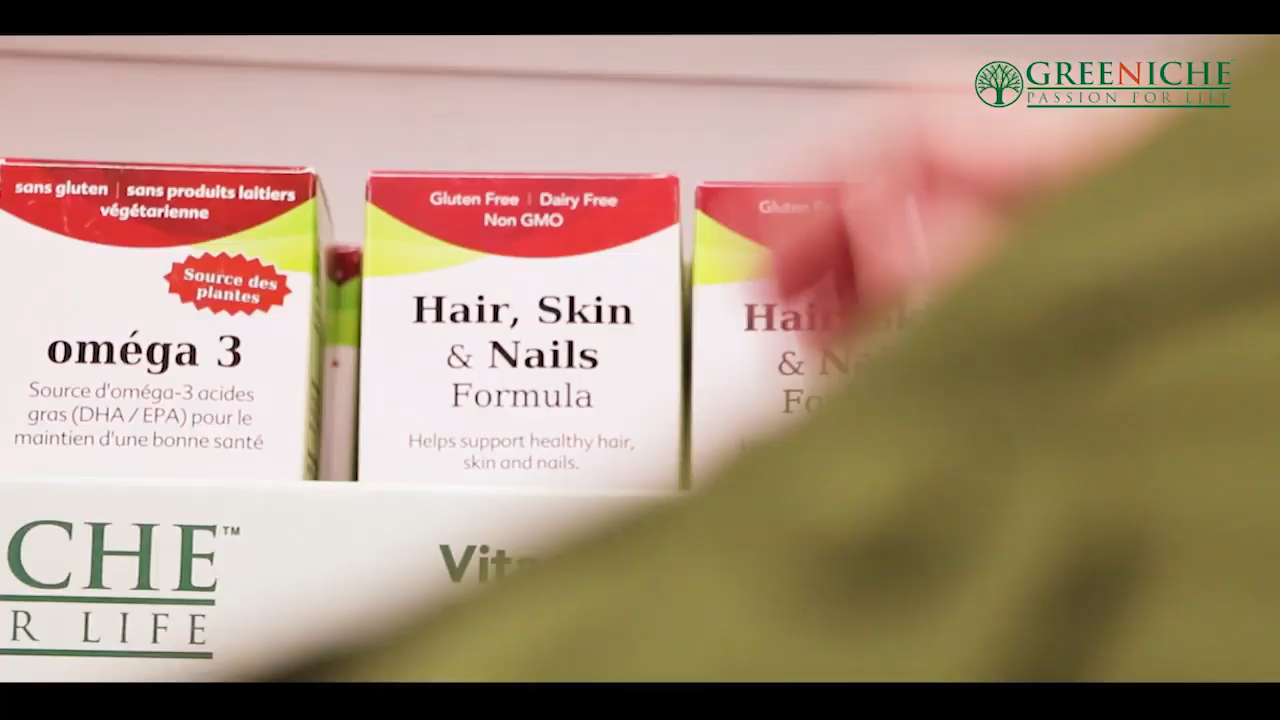 GREENICHE
PASSION FOR LIFE
sans gluten | sans produits laitiers
végétarienne
Source des
plantes
oméga 3
Source d'oméga-3 acides
gras (DHA / EPA) pour le
maintien d'une bonne santé
Gluten Free | Dairy Free
Non GMO
Hair, Skin
& Nails
Formula
Helps support healthy hair,
skin and nails.
Gluten
Hair
&
CHE™
R LIFE